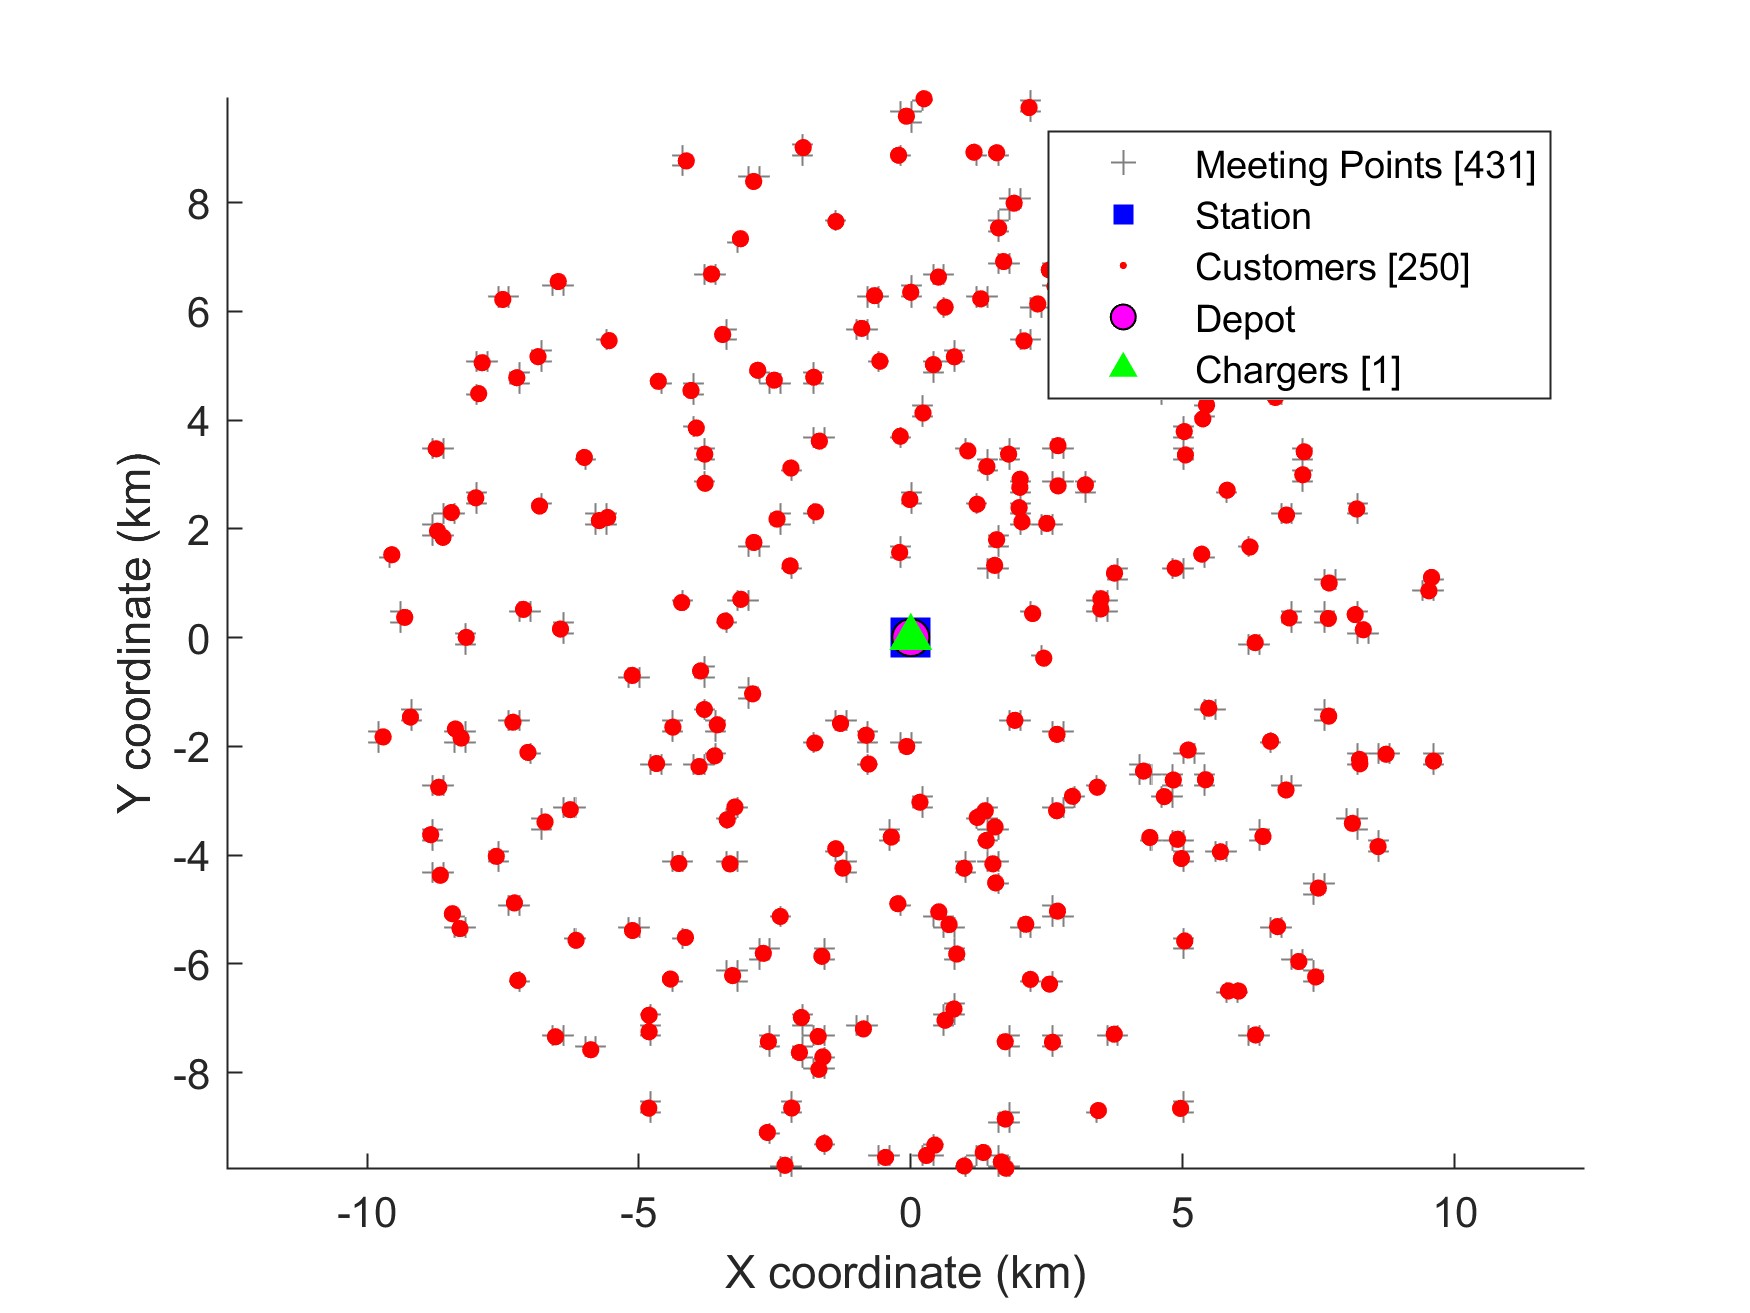 Meeting Points [431]
Station
Customers [250]
Depot
Chargers [1]
8
6
4
2
0
-2
-4
-6
-8
Y coordinate (km)
-10
-5
0
5
10
X coordinate (km)